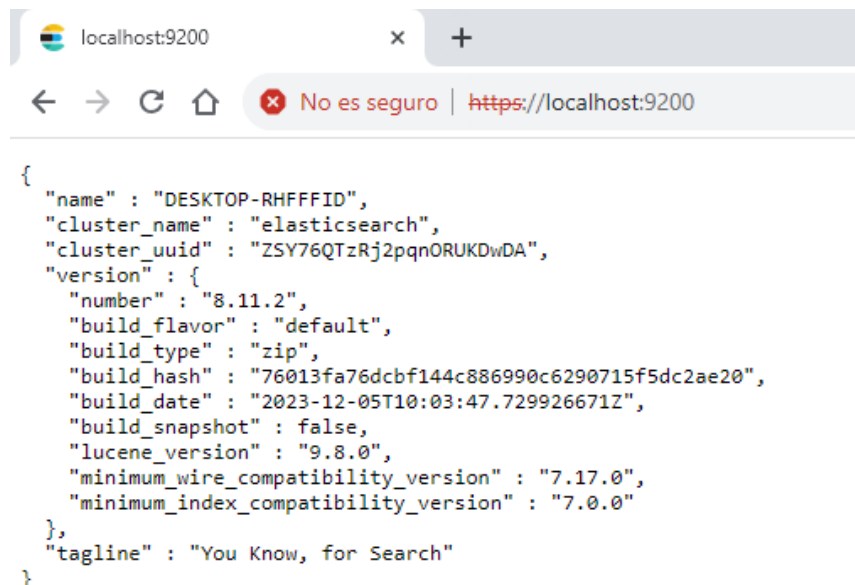 localhost:9200
No es seguro | https://localhost:9200
{
  "name" : "DESKTOP-RHFFFID",
  "cluster_name" : "elasticsearch",
  "cluster_uuid" : "ZSY76QTzRj2pqnORUKDwDA",
  "version" : {
    "number" : "8.11.2",
    "build_flavor" : "default",
    "build_type" : "zip",
    "build_hash" : "76013fa76dcbf144c886990c6290715f5dc2ae20",
    "build_date" : "2023-12-05T10:03:47.729926671Z",
    "build_snapshot" : false,
    "lucene_version" : "9.8.0",
    "minimum_wire_compatibility_version" : "7.17.0",
    "minimum_index_compatibility_version" : "7.0.0"
  },
  "tagline" : "You Know, for Search"
}